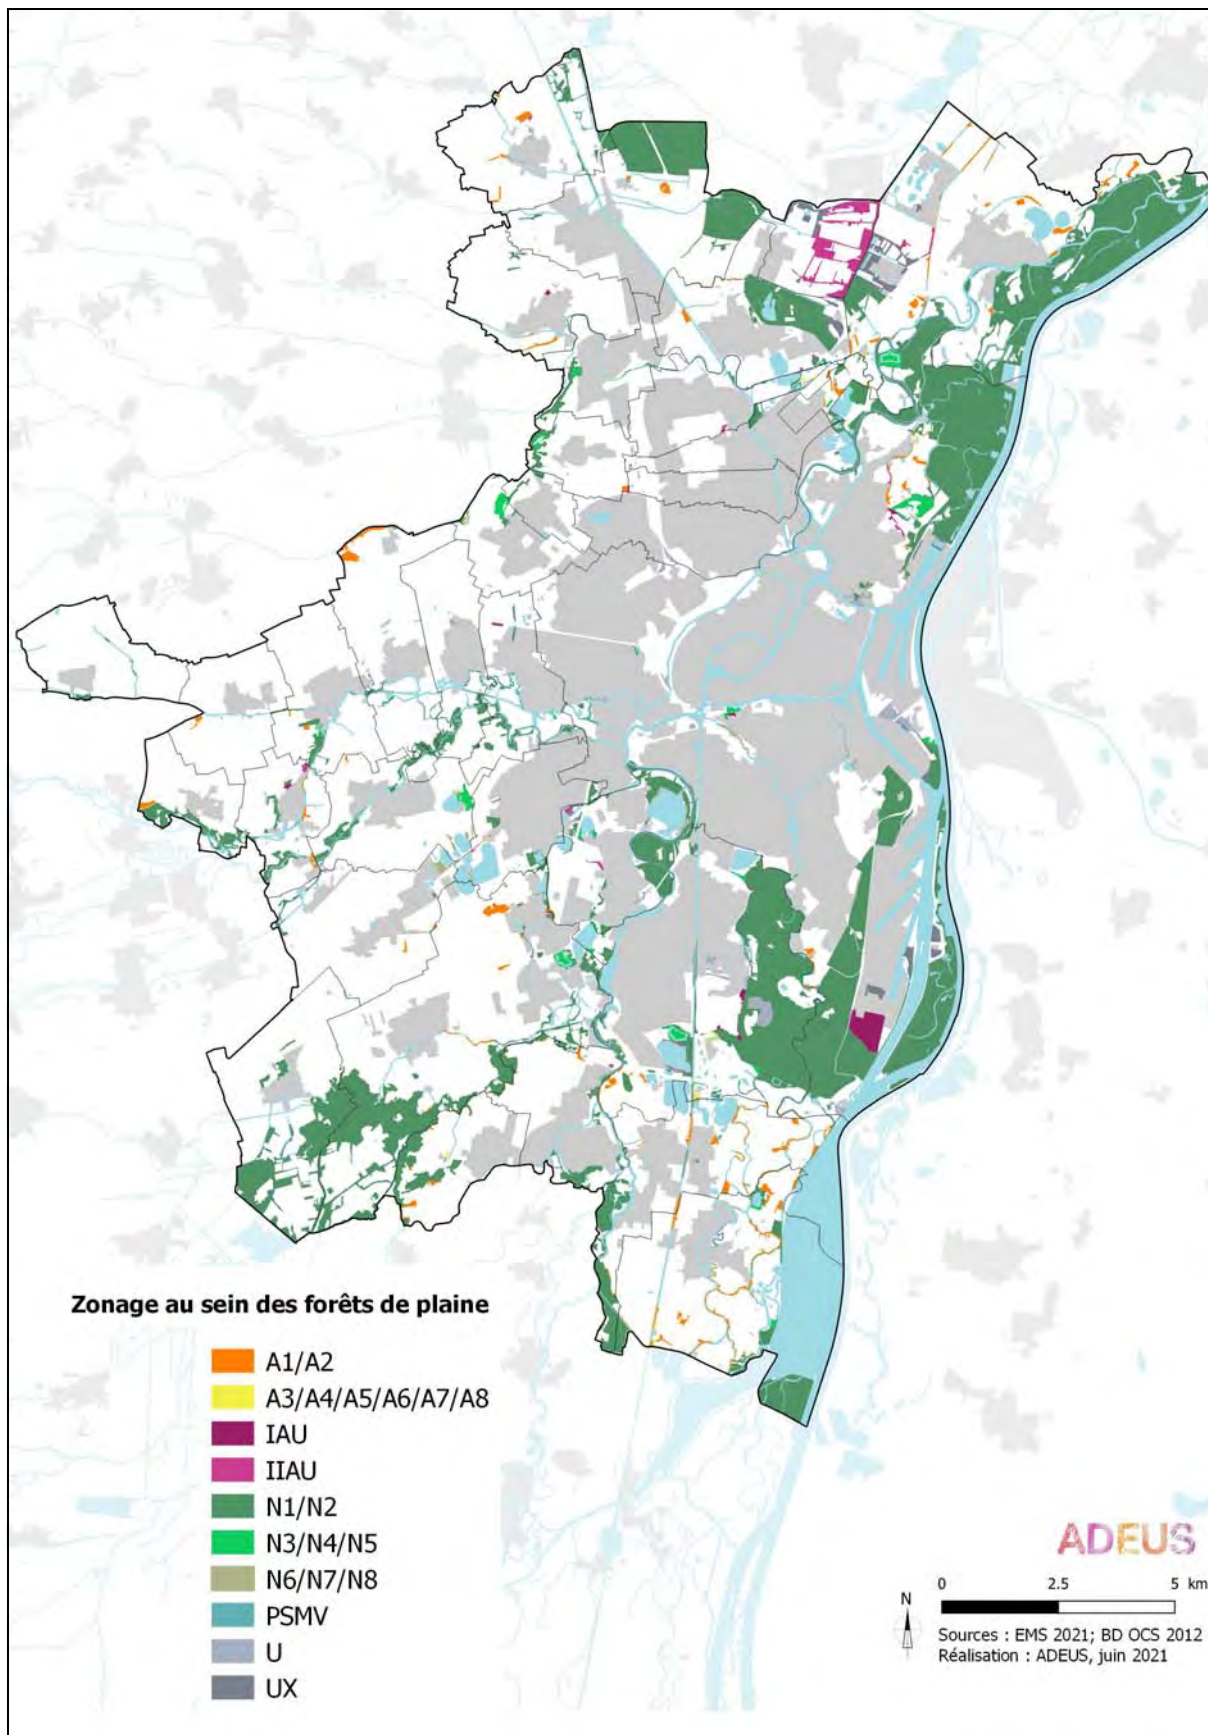 Zonage au sein des forêts de plaine
A1/A2
A3/A4/A5/A6/A7/A8
IAU
IIAU
N1/N2
N3/N4/N5
N6/N7/N8
PSMV
U
UX
ADEUS
N
0 2.5 5 km
Sources : EMS 2021; BD OCS 2012
Réalisation : ADEUS, juin 2021